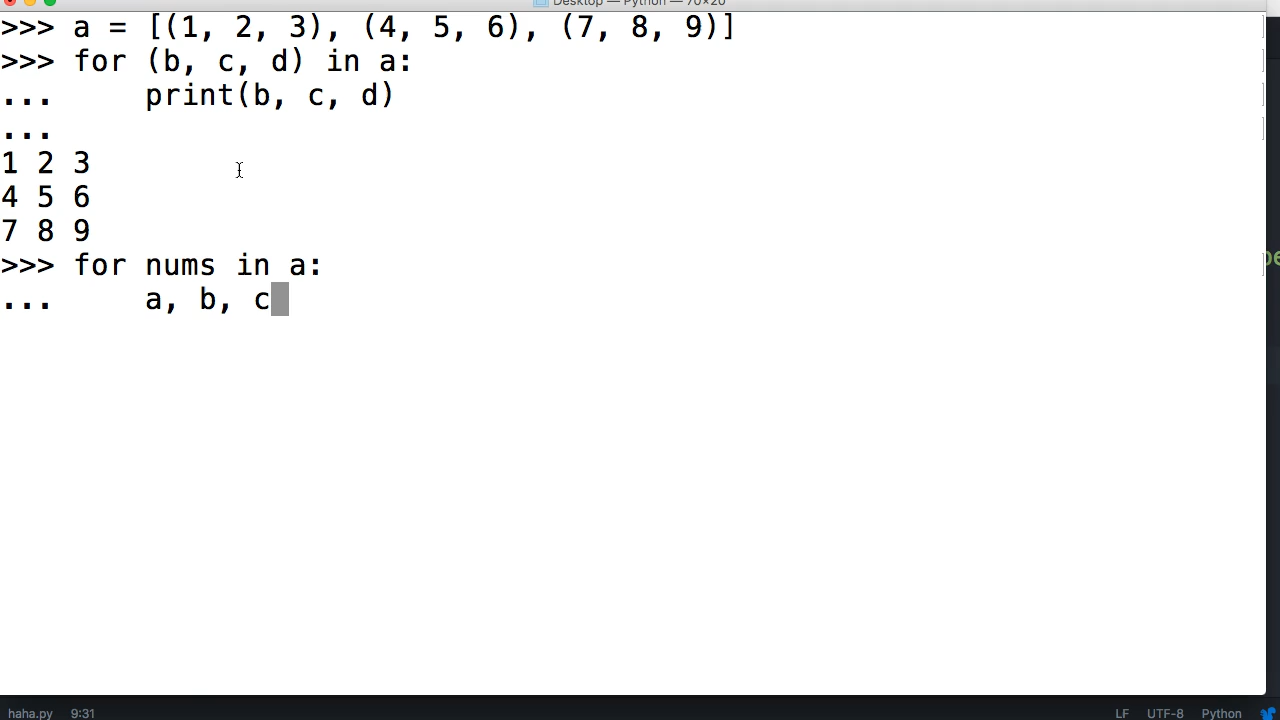 Desktop — Python — 70×20
>>> a = [(1, 2, 3), (4, 5, 6), (7, 8, 9)]
>>> for (b, c, d) in a:
...     print(b, c, d)
...
1 2 3
4 5 6
7 8 9
>>> for nums in a:
...     a, b, c
haha.py 9:31 LF UTF-8 Python